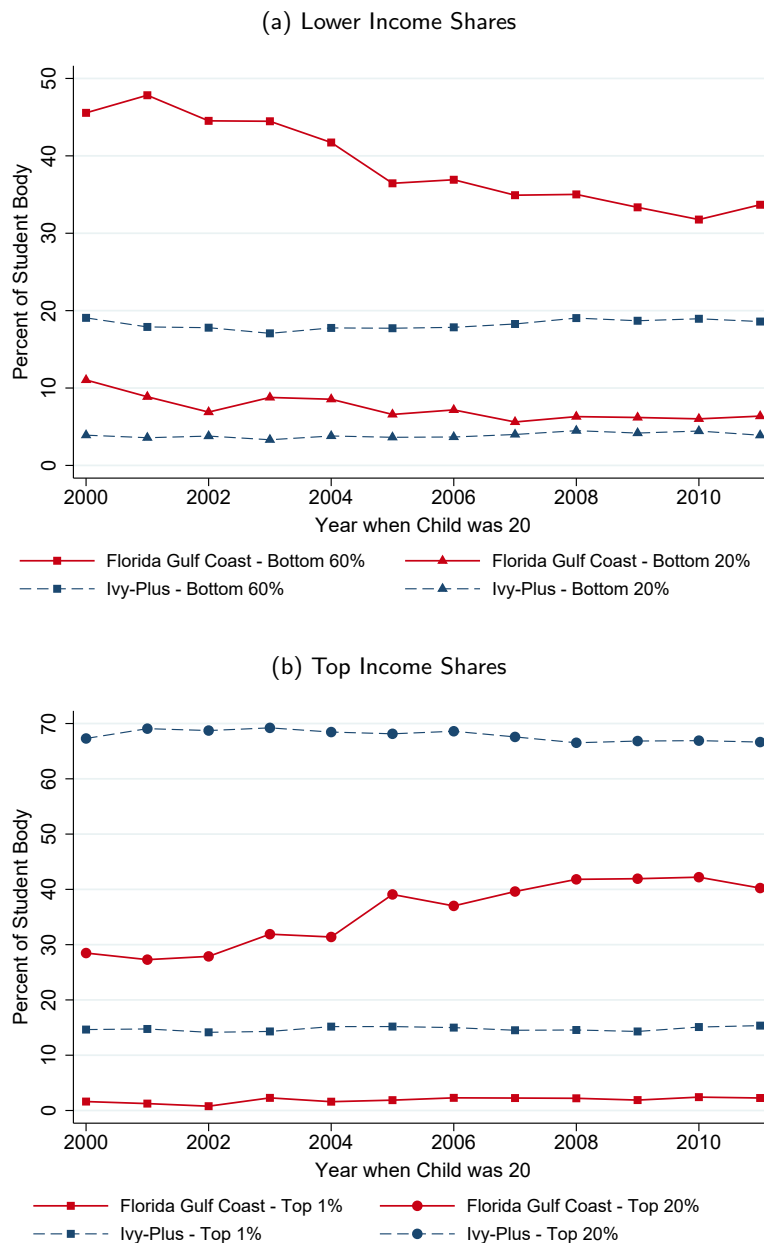 (a) Lower Income Shares
Percent of Student Body
50
40
30
20
10
0
2000 2002 2004 2006 2008 2010
Year when Child was 20
Florida Gulf Coast - Bottom 60% Florida Gulf Coast - Bottom 20%
Ivy-Plus - Bottom 60% Ivy-Plus - Bottom 20%
(b) Top Income Shares
Percent of Student Body
70
60
50
40
30
20
10
0
2000 2002 2004 2006 2008 2010
Year when Child was 20
Florida Gulf Coast - Top 1% Florida Gulf Coast - Top 20%
Ivy-Plus - Top 1% Ivy-Plus - Top 20%